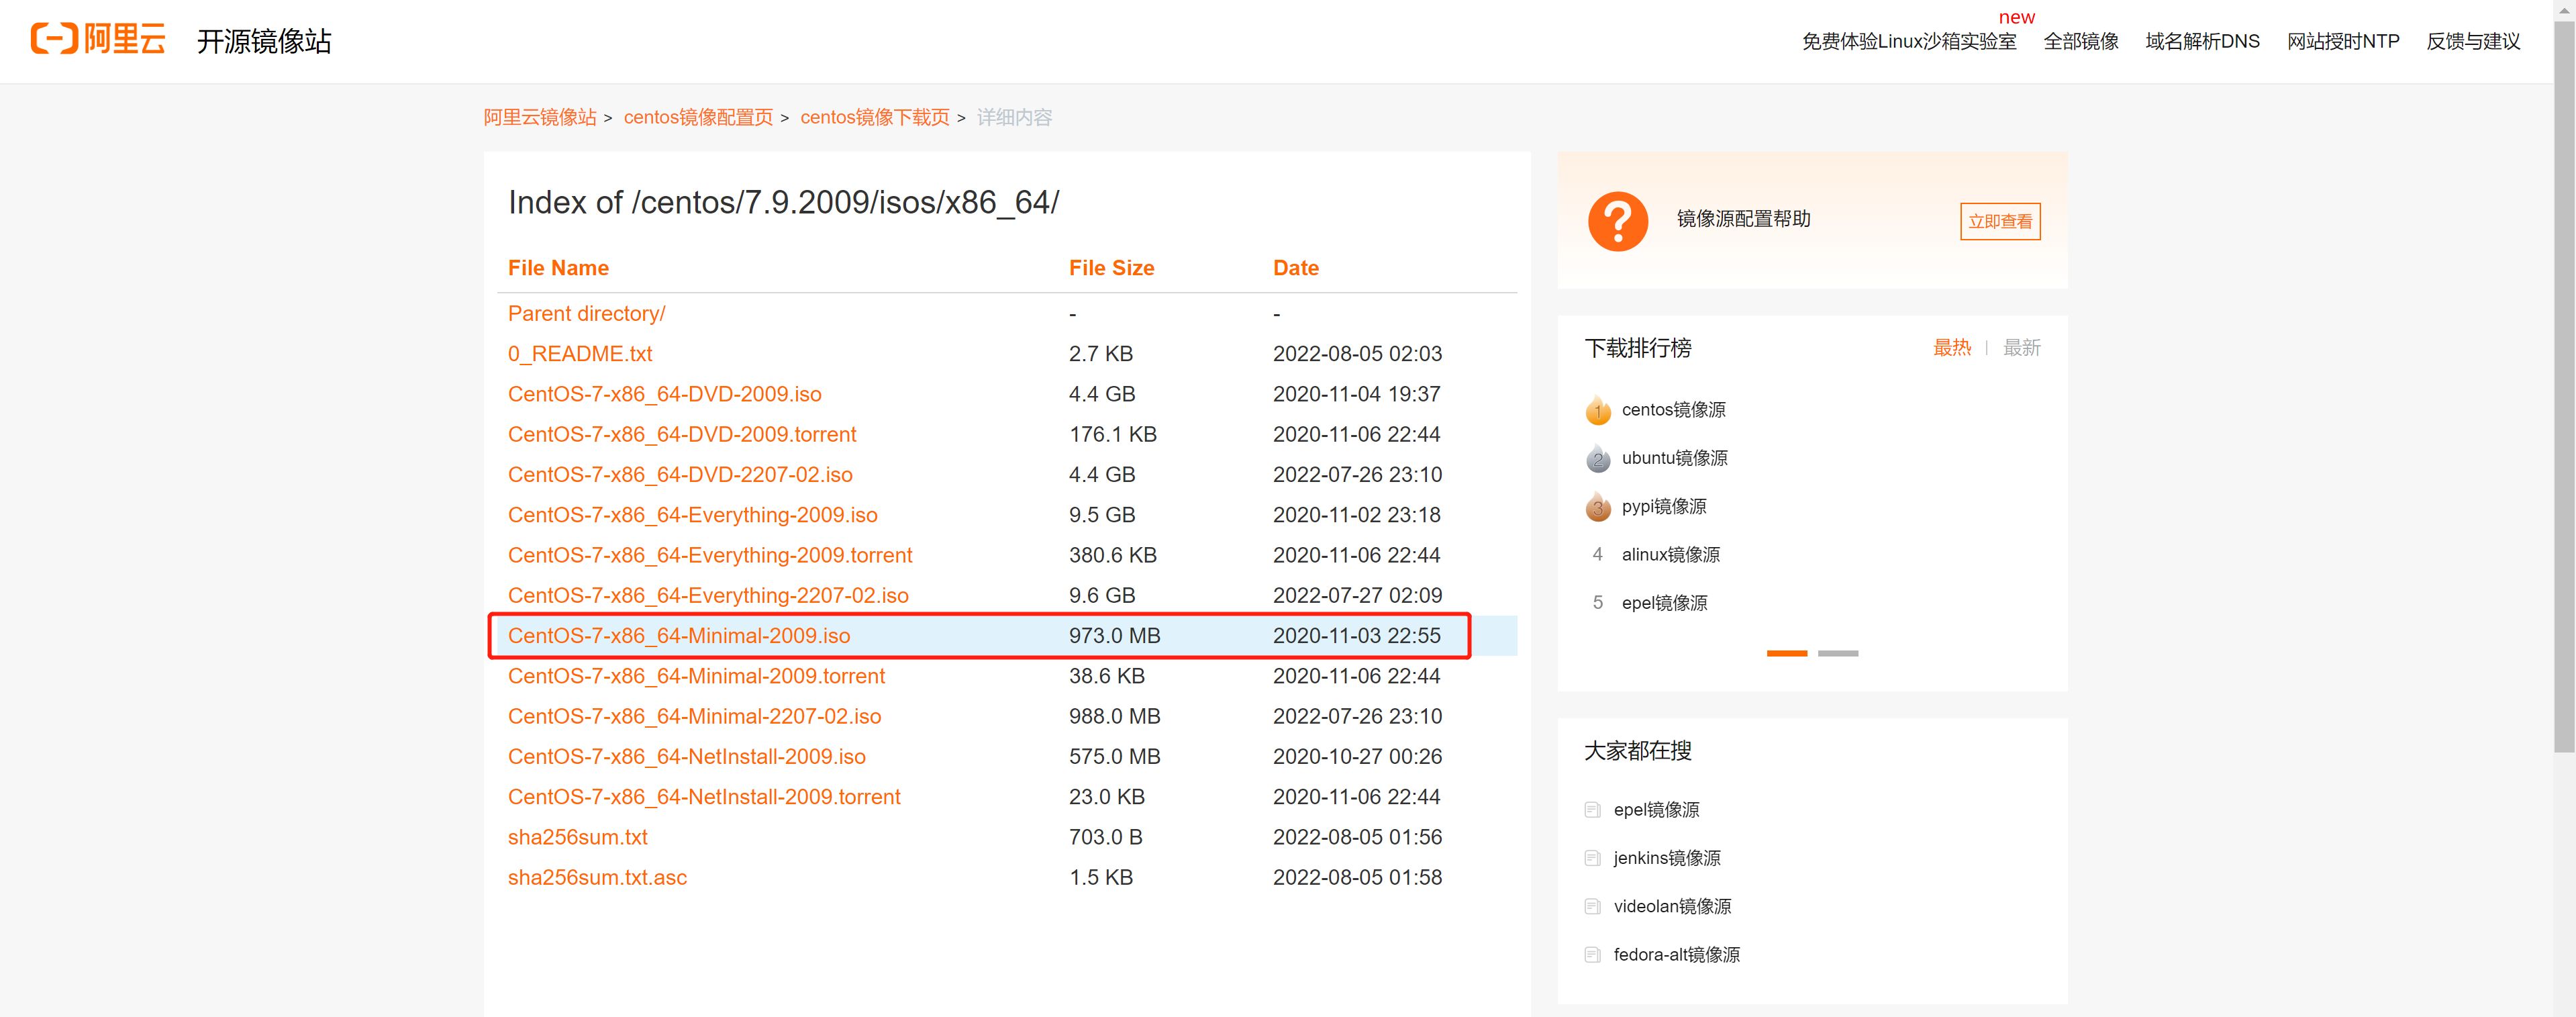 阿里云 开源镜像站
new
免费体验Linux沙箱实验室 全部镜像 域名解析DNS 网站授时NTP 反馈与建议
阿里云镜像站 > centos镜像配置页 > centos镜像下载页 > 详细内容
Index of /centos/7.9.2009/isos/x86_64/
File Name File Size Date
Parent directory/ - -
0_README.txt 2.7 KB 2022-08-05 02:03
CentOS-7-x86_64-DVD-2009.iso 4.4 GB 2020-11-04 19:37
CentOS-7-x86_64-DVD-2009.torrent 176.1 KB 2020-11-06 22:44
CentOS-7-x86_64-DVD-2207-02.iso 4.4 GB 2022-07-26 23:10
CentOS-7-x86_64-Everything-2009.iso 9.5 GB 2020-11-02 23:18
CentOS-7-x86_64-Everything-2009.torrent 380.6 KB 2020-11-06 22:44
CentOS-7-x86_64-Everything-2207-02.iso 9.6 GB 2022-07-27 02:09
CentOS-7-x86_64-Minimal-2009.iso 973.0 MB 2020-11-03 22:55
CentOS-7-x86_64-Minimal-2009.torrent 38.6 KB 2020-11-06 22:44
CentOS-7-x86_64-Minimal-2207-02.iso 988.0 MB 2022-07-26 23:10
CentOS-7-x86_64-NetInstall-2009.iso 575.0 MB 2020-10-27 00:26
CentOS-7-x86_64-NetInstall-2009.torrent 23.0 KB 2020-11-06 22:44
sha256sum.txt 703.0 B 2022-08-05 01:56
sha256sum.txt.asc 1.5 KB 2022-08-05 01:58
? 镜像源配置帮助 立即查看
下载排行榜 最热 | 最新
1 centos镜像源
2 ubuntu镜像源
3 pypi镜像源
4 alinux镜像源
5 epel镜像源
大家都在搜
epel镜像源
jenkins镜像源
videolan镜像源
fedora-alt镜像源